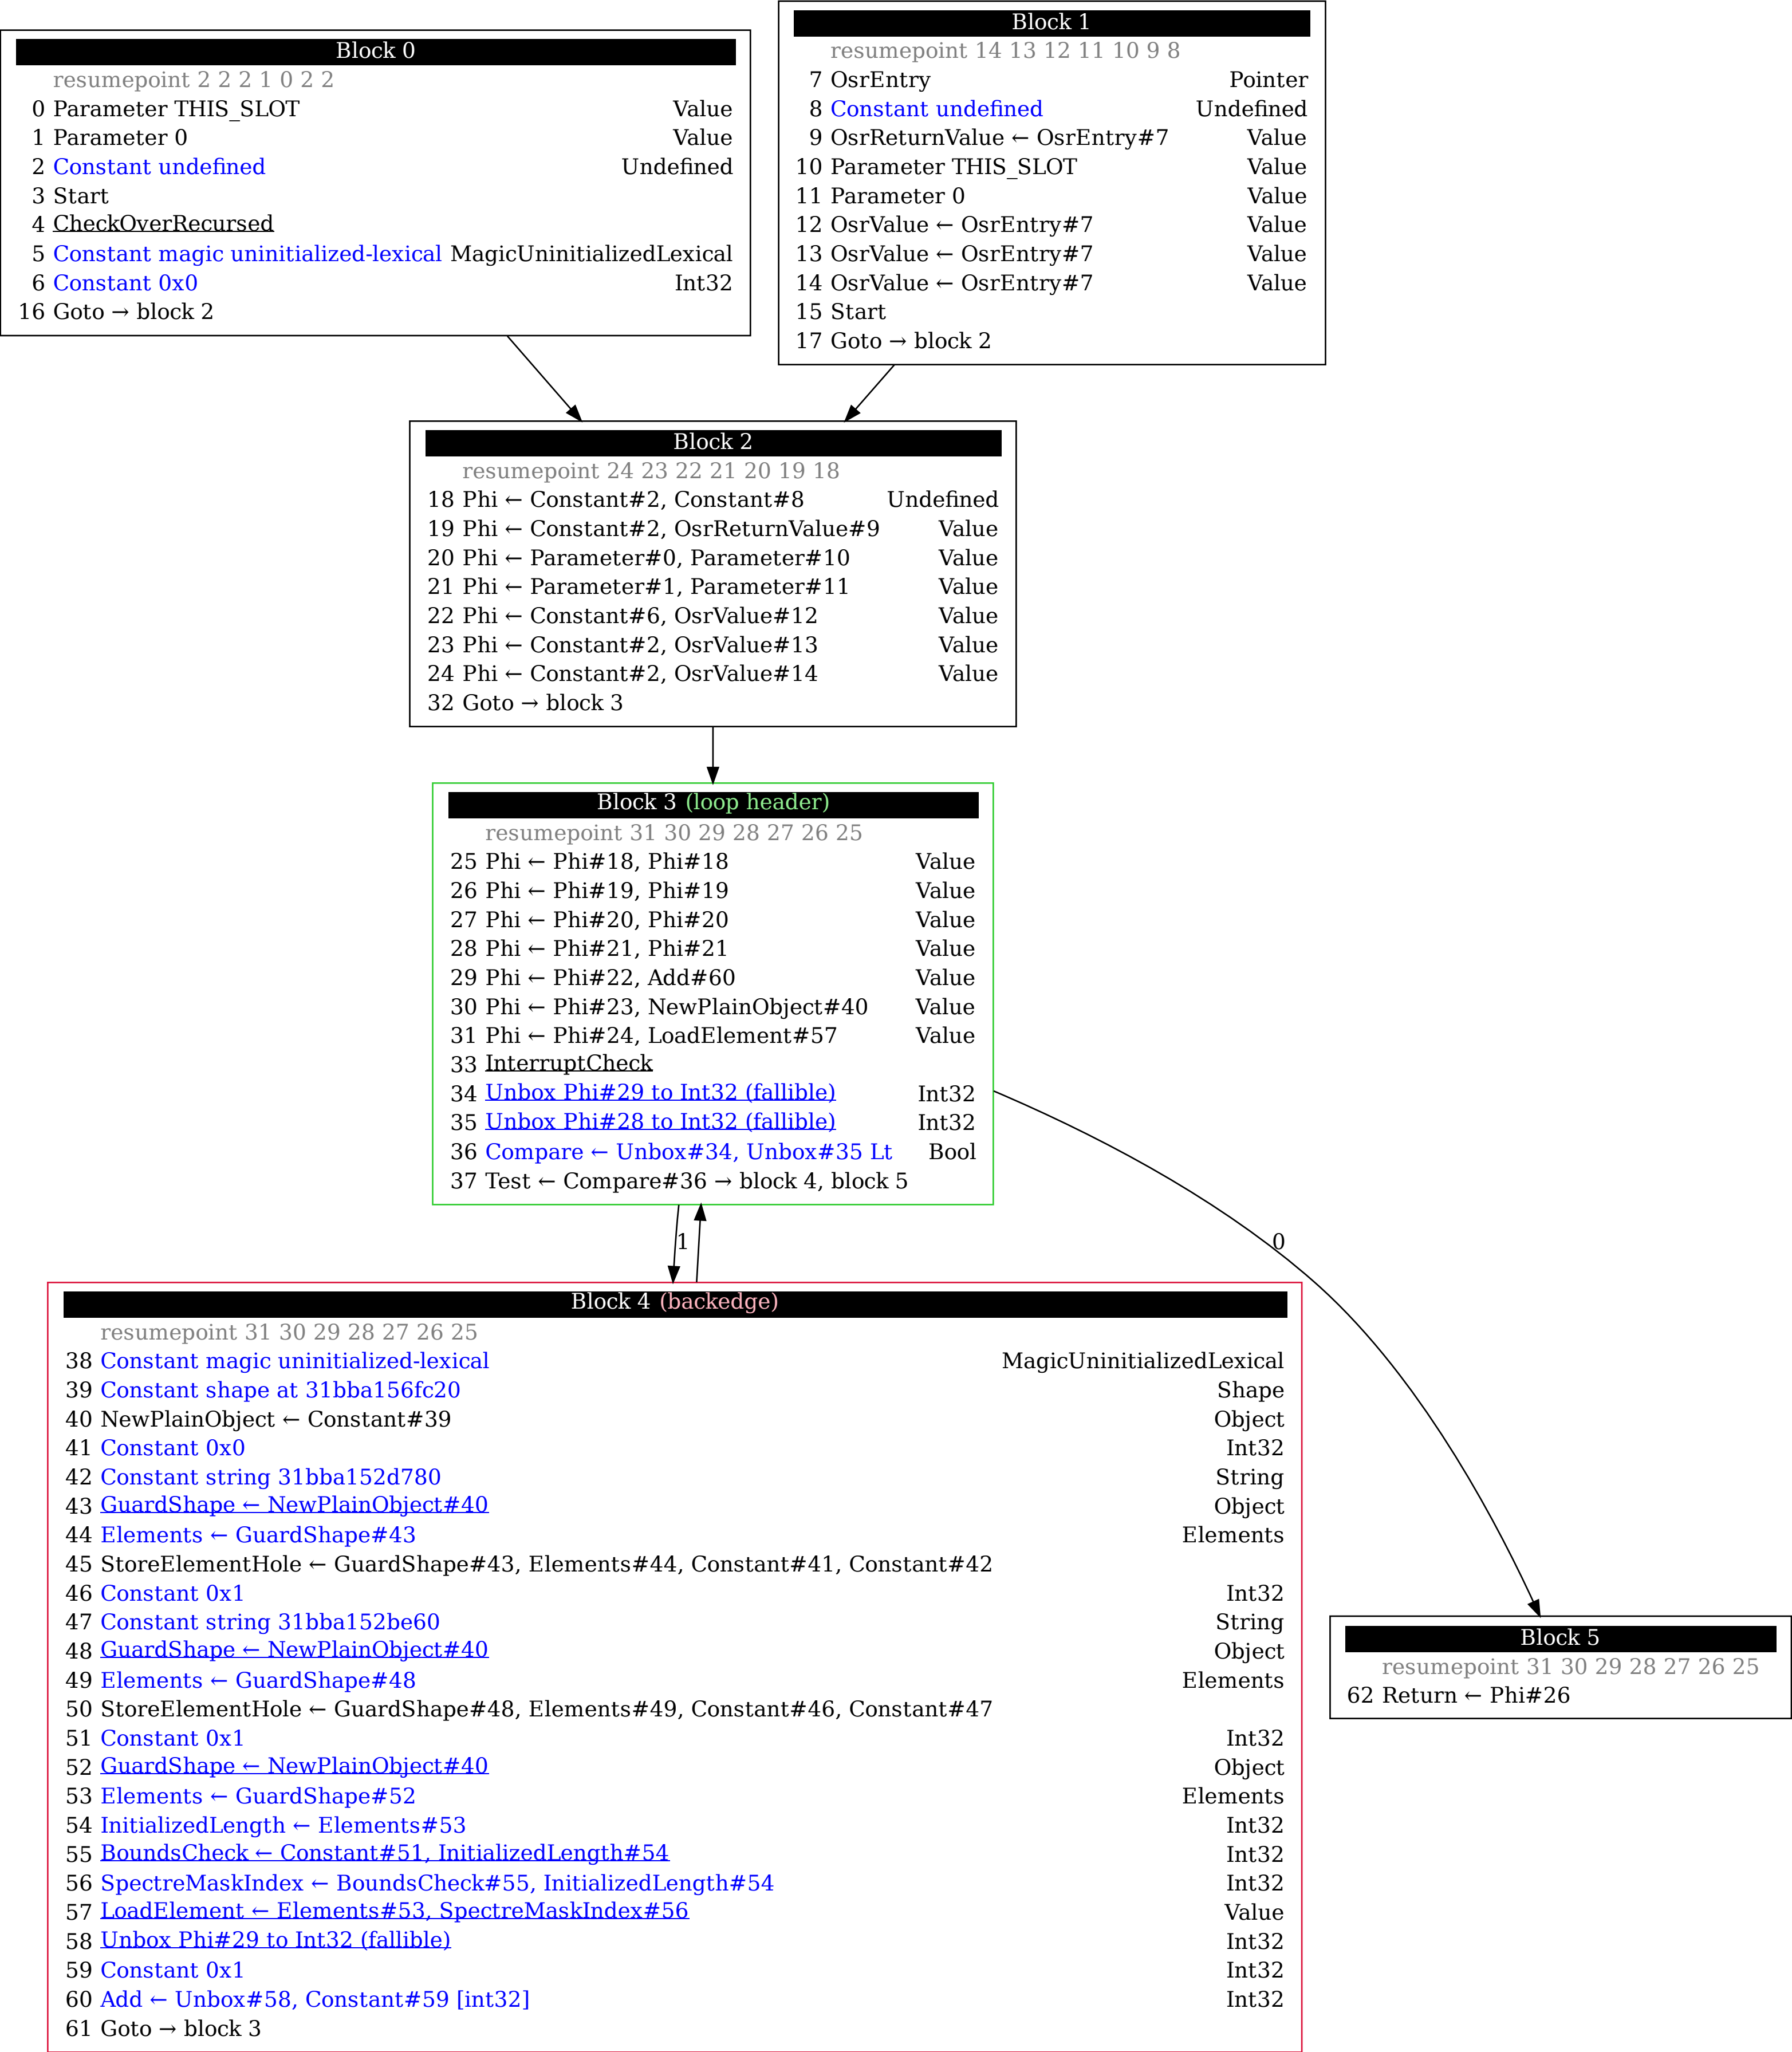 Block 0
resumepoint 2 2 2 1 0 2 2
0 Parameter THIS_SLOT Value
1 Parameter 0 Value
2 Constant undefined Undefined
3 Start
4 CheckOverRecursed
5 Constant magic uninitialized-lexical MagicUninitializedLexical
6 Constant 0x0 Int32
16 Goto → block 2
Block 1
resumepoint 14 13 12 11 10 9 8
7 OsrEntry Pointer
8 Constant undefined Undefined
9 OsrReturnValue ← OsrEntry#7 Value
10 Parameter THIS_SLOT Value
11 Parameter 0 Value
12 OsrValue ← OsrEntry#7 Value
13 OsrValue ← OsrEntry#7 Value
14 OsrValue ← OsrEntry#7 Value
15 Start
17 Goto → block 2
Block 2
resumepoint 24 23 22 21 20 19 18
18 Phi ← Constant#2, Constant#8 Undefined
19 Phi ← Constant#2, OsrReturnValue#9 Value
20 Phi ← Parameter#0, Parameter#10 Value
21 Phi ← Parameter#1, Parameter#11 Value
22 Phi ← Constant#6, OsrValue#12 Value
23 Phi ← Constant#2, OsrValue#13 Value
24 Phi ← Constant#2, OsrValue#14 Value
32 Goto → block 3
Block 3 (loop header)
resumepoint 31 30 29 28 27 26 25
25 Phi ← Phi#18, Phi#18 Value
26 Phi ← Phi#19, Phi#19 Value
27 Phi ← Phi#20, Phi#20 Value
28 Phi ← Phi#21, Phi#21 Value
29 Phi ← Phi#22, Add#60 Value
30 Phi ← Phi#23, NewPlainObject#40 Value
31 Phi ← Phi#24, LoadElement#57 Value
33 InterruptCheck
34 Unbox Phi#29 to Int32 (fallible) Int32
35 Unbox Phi#28 to Int32 (fallible) Int32
36 Compare ← Unbox#34, Unbox#35 Lt Bool
37 Test ← Compare#36 → block 4, block 5
1
0
Block 4 (backedge)
resumepoint 31 30 29 28 27 26 25
38 Constant magic uninitialized-lexical MagicUninitializedLexical
39 Constant shape at 31bba156fc20 Shape
40 NewPlainObject ← Constant#39 Object
41 Constant 0x0 Int32
42 Constant string 31bba152d780 String
43 GuardShape ← NewPlainObject#40 Object
44 Elements ← GuardShape#43 Elements
45 StoreElementHole ← GuardShape#43, Elements#44, Constant#41, Constant#42
46 Constant 0x1 Int32
47 Constant string 31bba152be60 String
48 GuardShape ← NewPlainObject#40 Object
49 Elements ← GuardShape#48 Elements
50 StoreElementHole ← GuardShape#48, Elements#49, Constant#46, Constant#47
51 Constant 0x1 Int32
52 GuardShape ← NewPlainObject#40 Object
53 Elements ← GuardShape#52 Elements
54 InitializedLength ← Elements#53 Int32
55 BoundsCheck ← Constant#51, InitializedLength#54 Int32
56 SpectreMaskIndex ← BoundsCheck#55, InitializedLength#54 Int32
57 LoadElement ← Elements#53, SpectreMaskIndex#56 Value
58 Unbox Phi#29 to Int32 (fallible) Int32
59 Constant 0x1 Int32
60 Add ← Unbox#58, Constant#59 [int32] Int32
61 Goto → block 3
Block 5
resumepoint 31 30 29 28 27 26 25
62 Return ← Phi#26